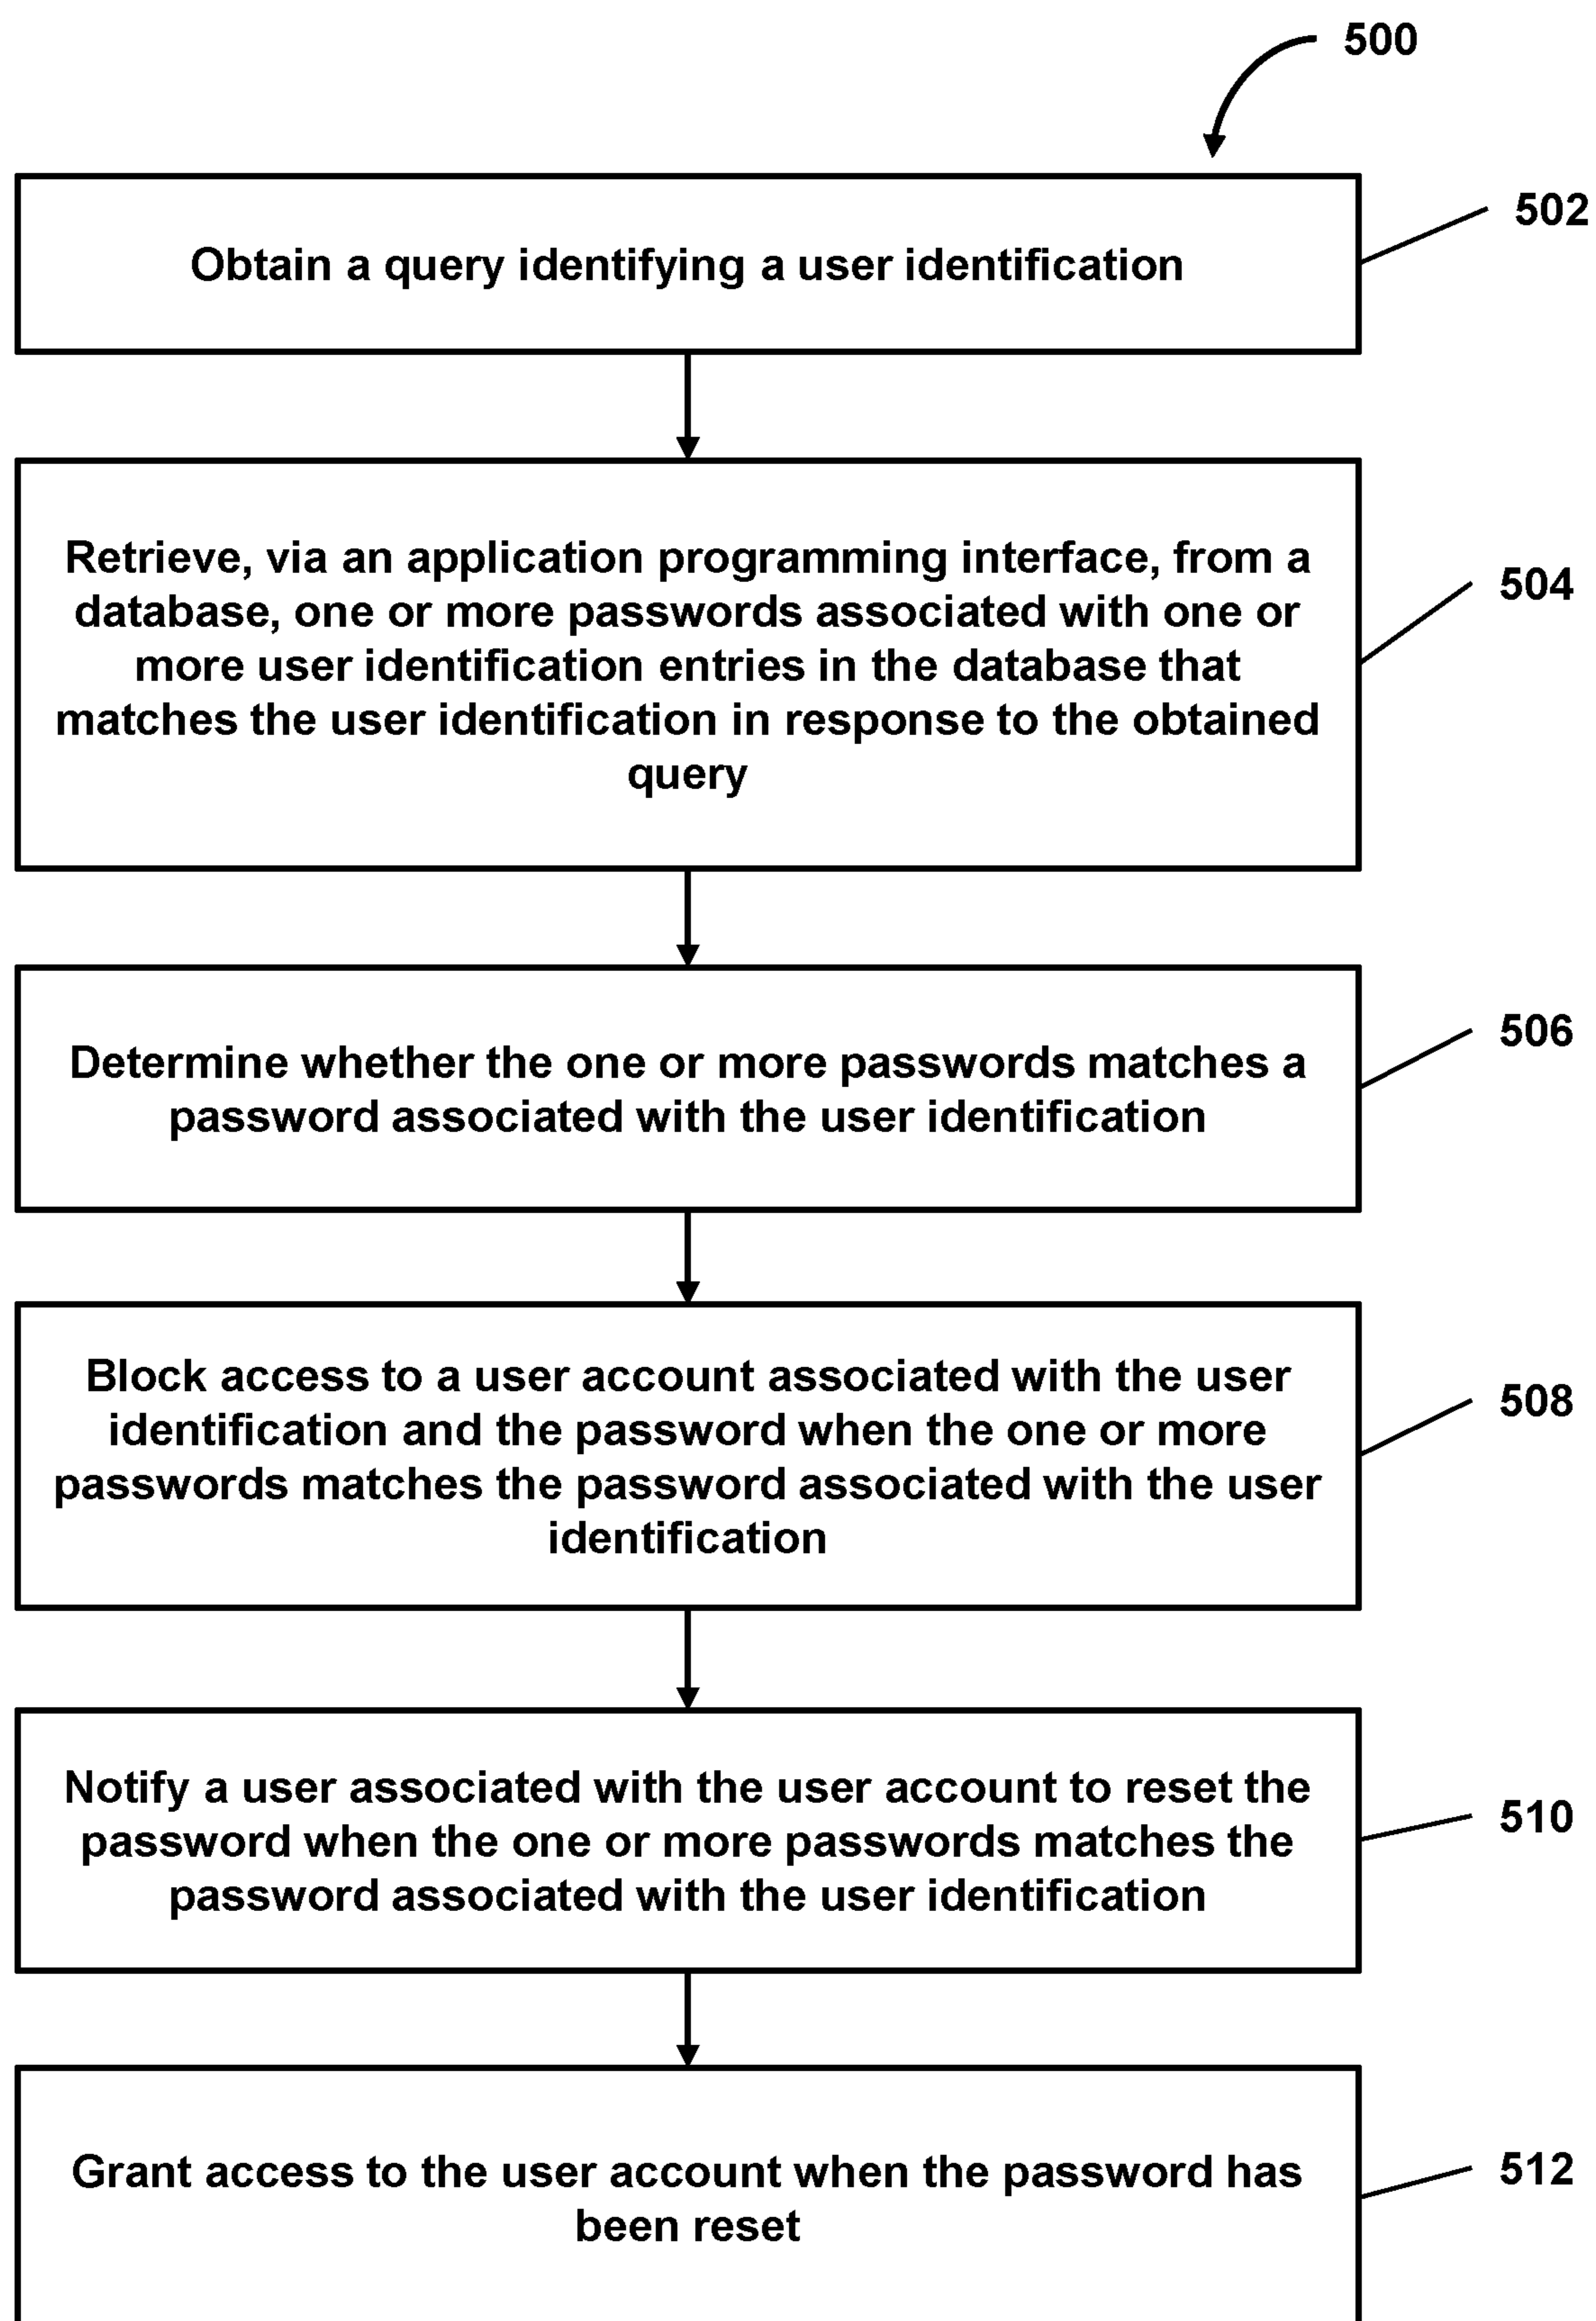 500
502
Obtain a query identifying a user identification
Retrieve, via an application programming interface, from a
database, one or more passwords associated with one or
more user identification entries in the database that
matches the user identification in response to the obtained
query
504
Determine whether the one or more passwords matches a
password associated with the user identification
506
Block access to a user account associated with the user
identification and the password when the one or more
passwords matches the password associated with the user
identification
508
Notify a user associated with the user account to reset the
password when the one or more passwords matches the
password associated with the user identification
510
Grant access to the user account when the password has
been reset
512